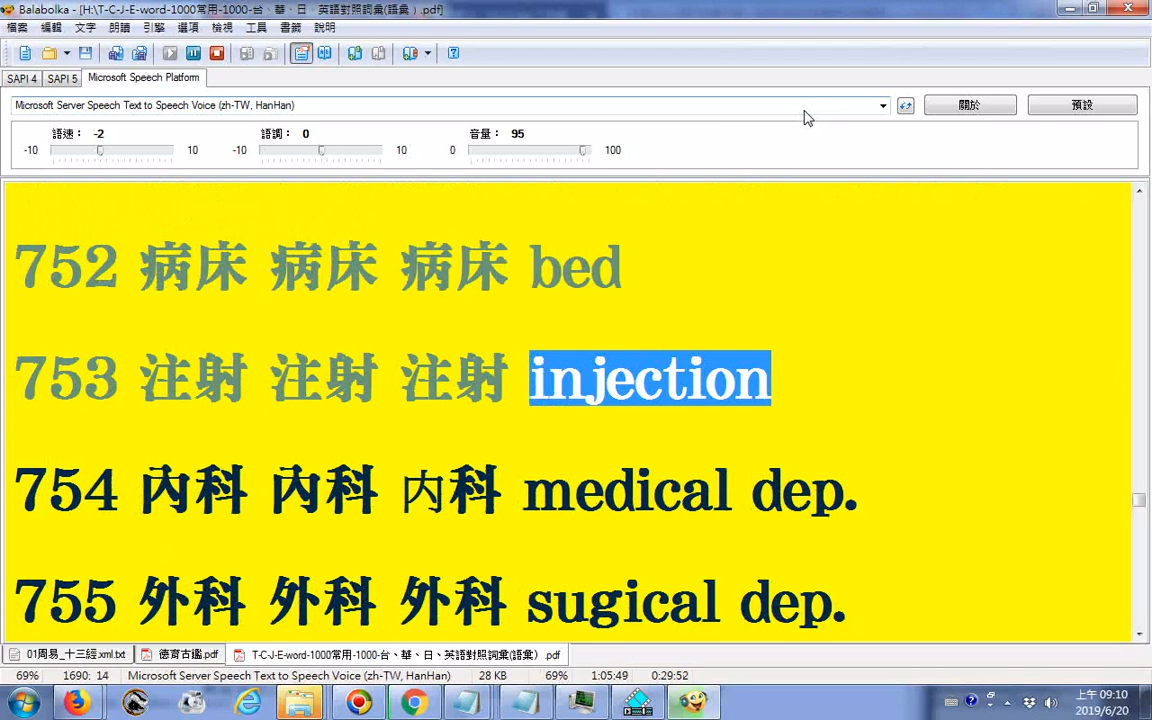 Balabolka - [H:\T-C-J-E-word-1000常用-1000-台、華、日、英語對照詞彙(語彙﹞.pdf]
檔案 編輯 文字 朗讀 引擎 選項 檢視 工具 書籤 說明
SAPI 4 SAPI 5 Microsoft Speech Platform
Microsoft Server Speech Text to Speech Voice (zh-TW, HanHan) 關於 預設
語速： -2 語調： 0 音量： 95
-10 10 -10 10 0 100
752 病床 病床 病床 bed
753 注射 注射 注射 injection
754 內科 內科 内科 medical dep.
755 外科 外科 外科 sugical dep.
01周易_十三經.xml.txt 德育古鑑.pdf T-C-J-E-word-1000常用-1000-台、華、日、英語對照詞彙(語彙﹞.pdf
69% 1690: 14 Microsoft Server Speech Text to Speech Voice (zh-TW, HanHan) 28 KB 69% 1:05:49 0:29:52
上午 09:10
2019/6/20